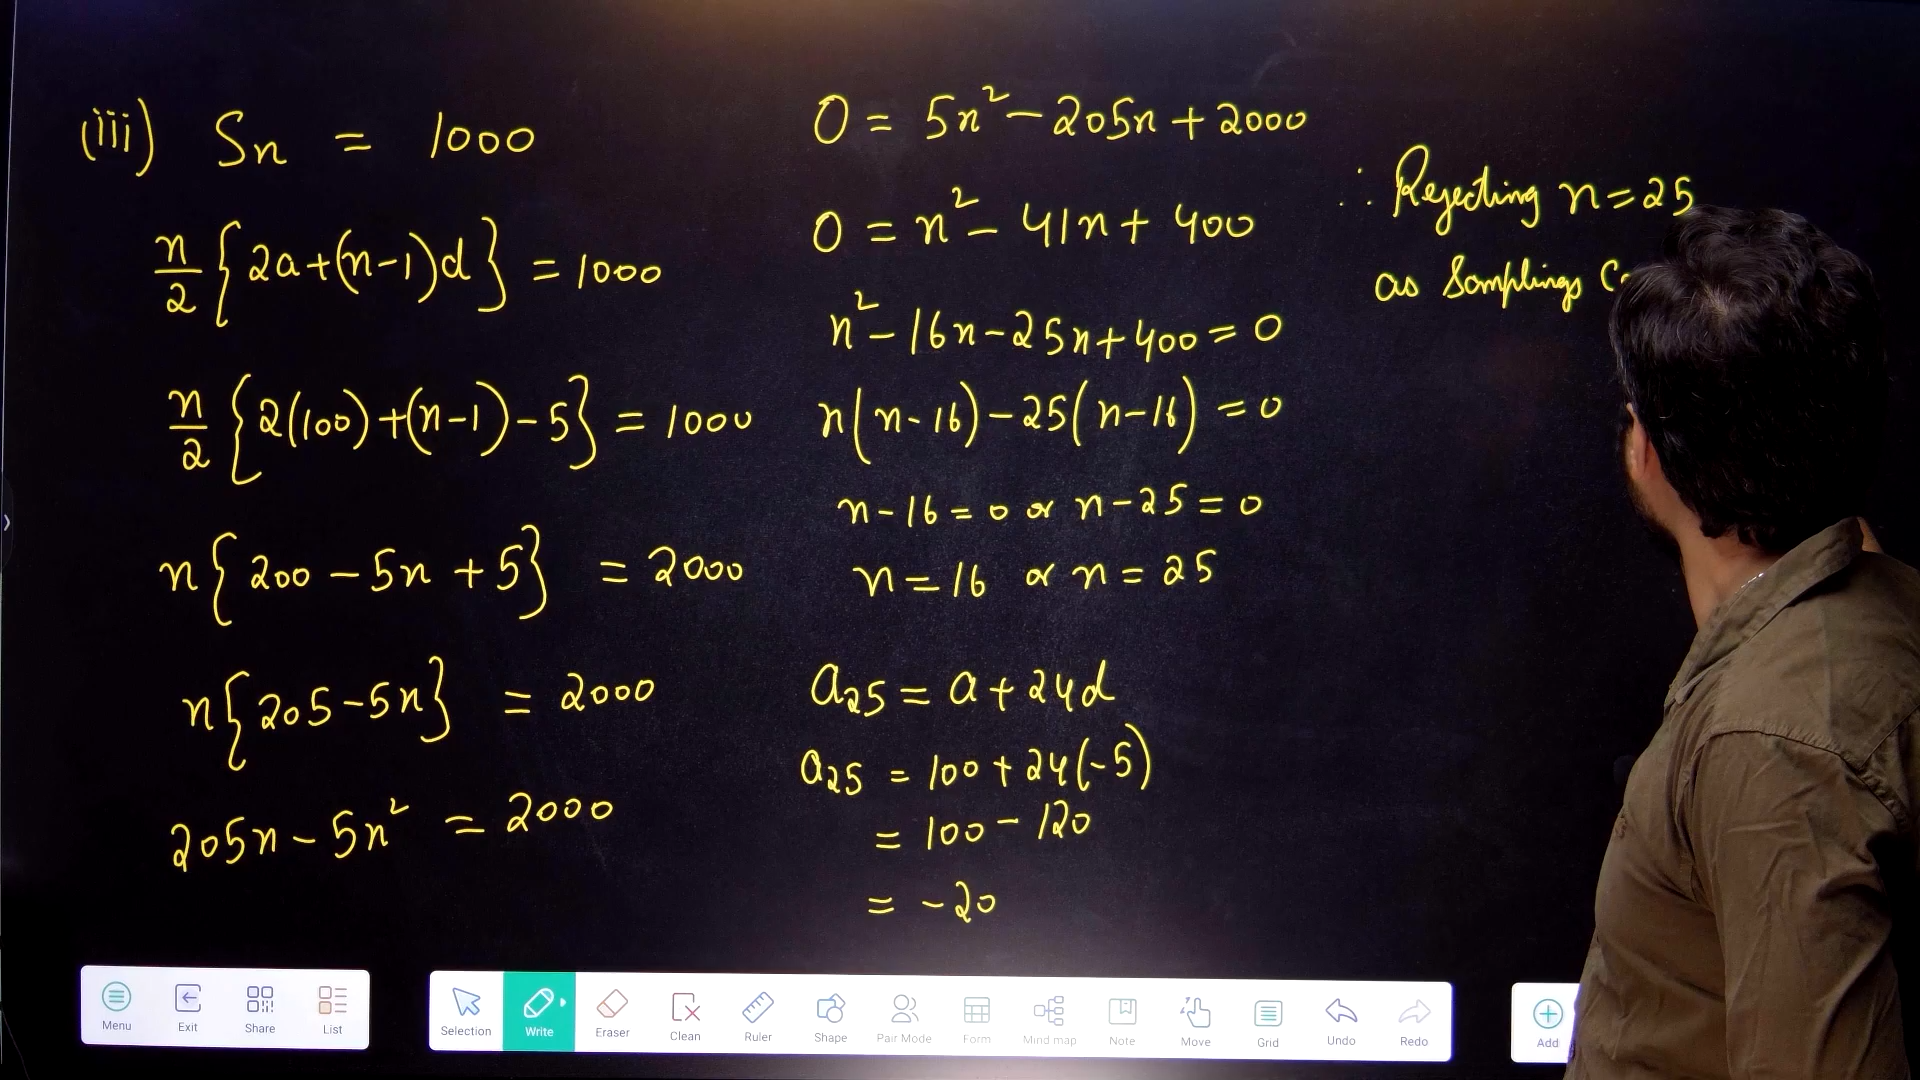 (iii) Sn = 1000
n/2 {2a+(n-1)d} = 1000
n/2 {2(100)+(n-1)-5} = 1000
n{200-5n+5} = 2000
n{205-5n} = 2000
205n-5n² = 2000
0 = 5n²-205n+2000
0 = n²-41n+400
n²-16n-25n+400=0
n(n-16)-25(n-16)=0
n-16=0 or n-25=0
n=16 or n=25
a₂₅ = a+24d
a₂₅ = 100+24(-5)
= 100-120
= -20
∴ Rejecting n=25
as Samplings
Menu
Exit
Share
List
Selection
Write
Eraser
Clean
Ruler
Shape
Pair Mode
Form
Mind map
Note
Move
Grid
Undo
Redo
Add